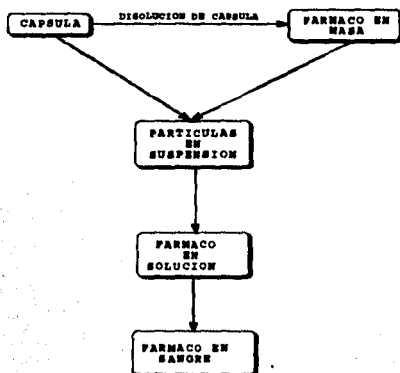 CAPSULA
DISOLUCION DE CAPSULA
FARMACO EN
MASA
PARTICULAS
EN
SUSPENSION
FARMACO
EN
SOLUCION
FARMACO EN
SANGRE